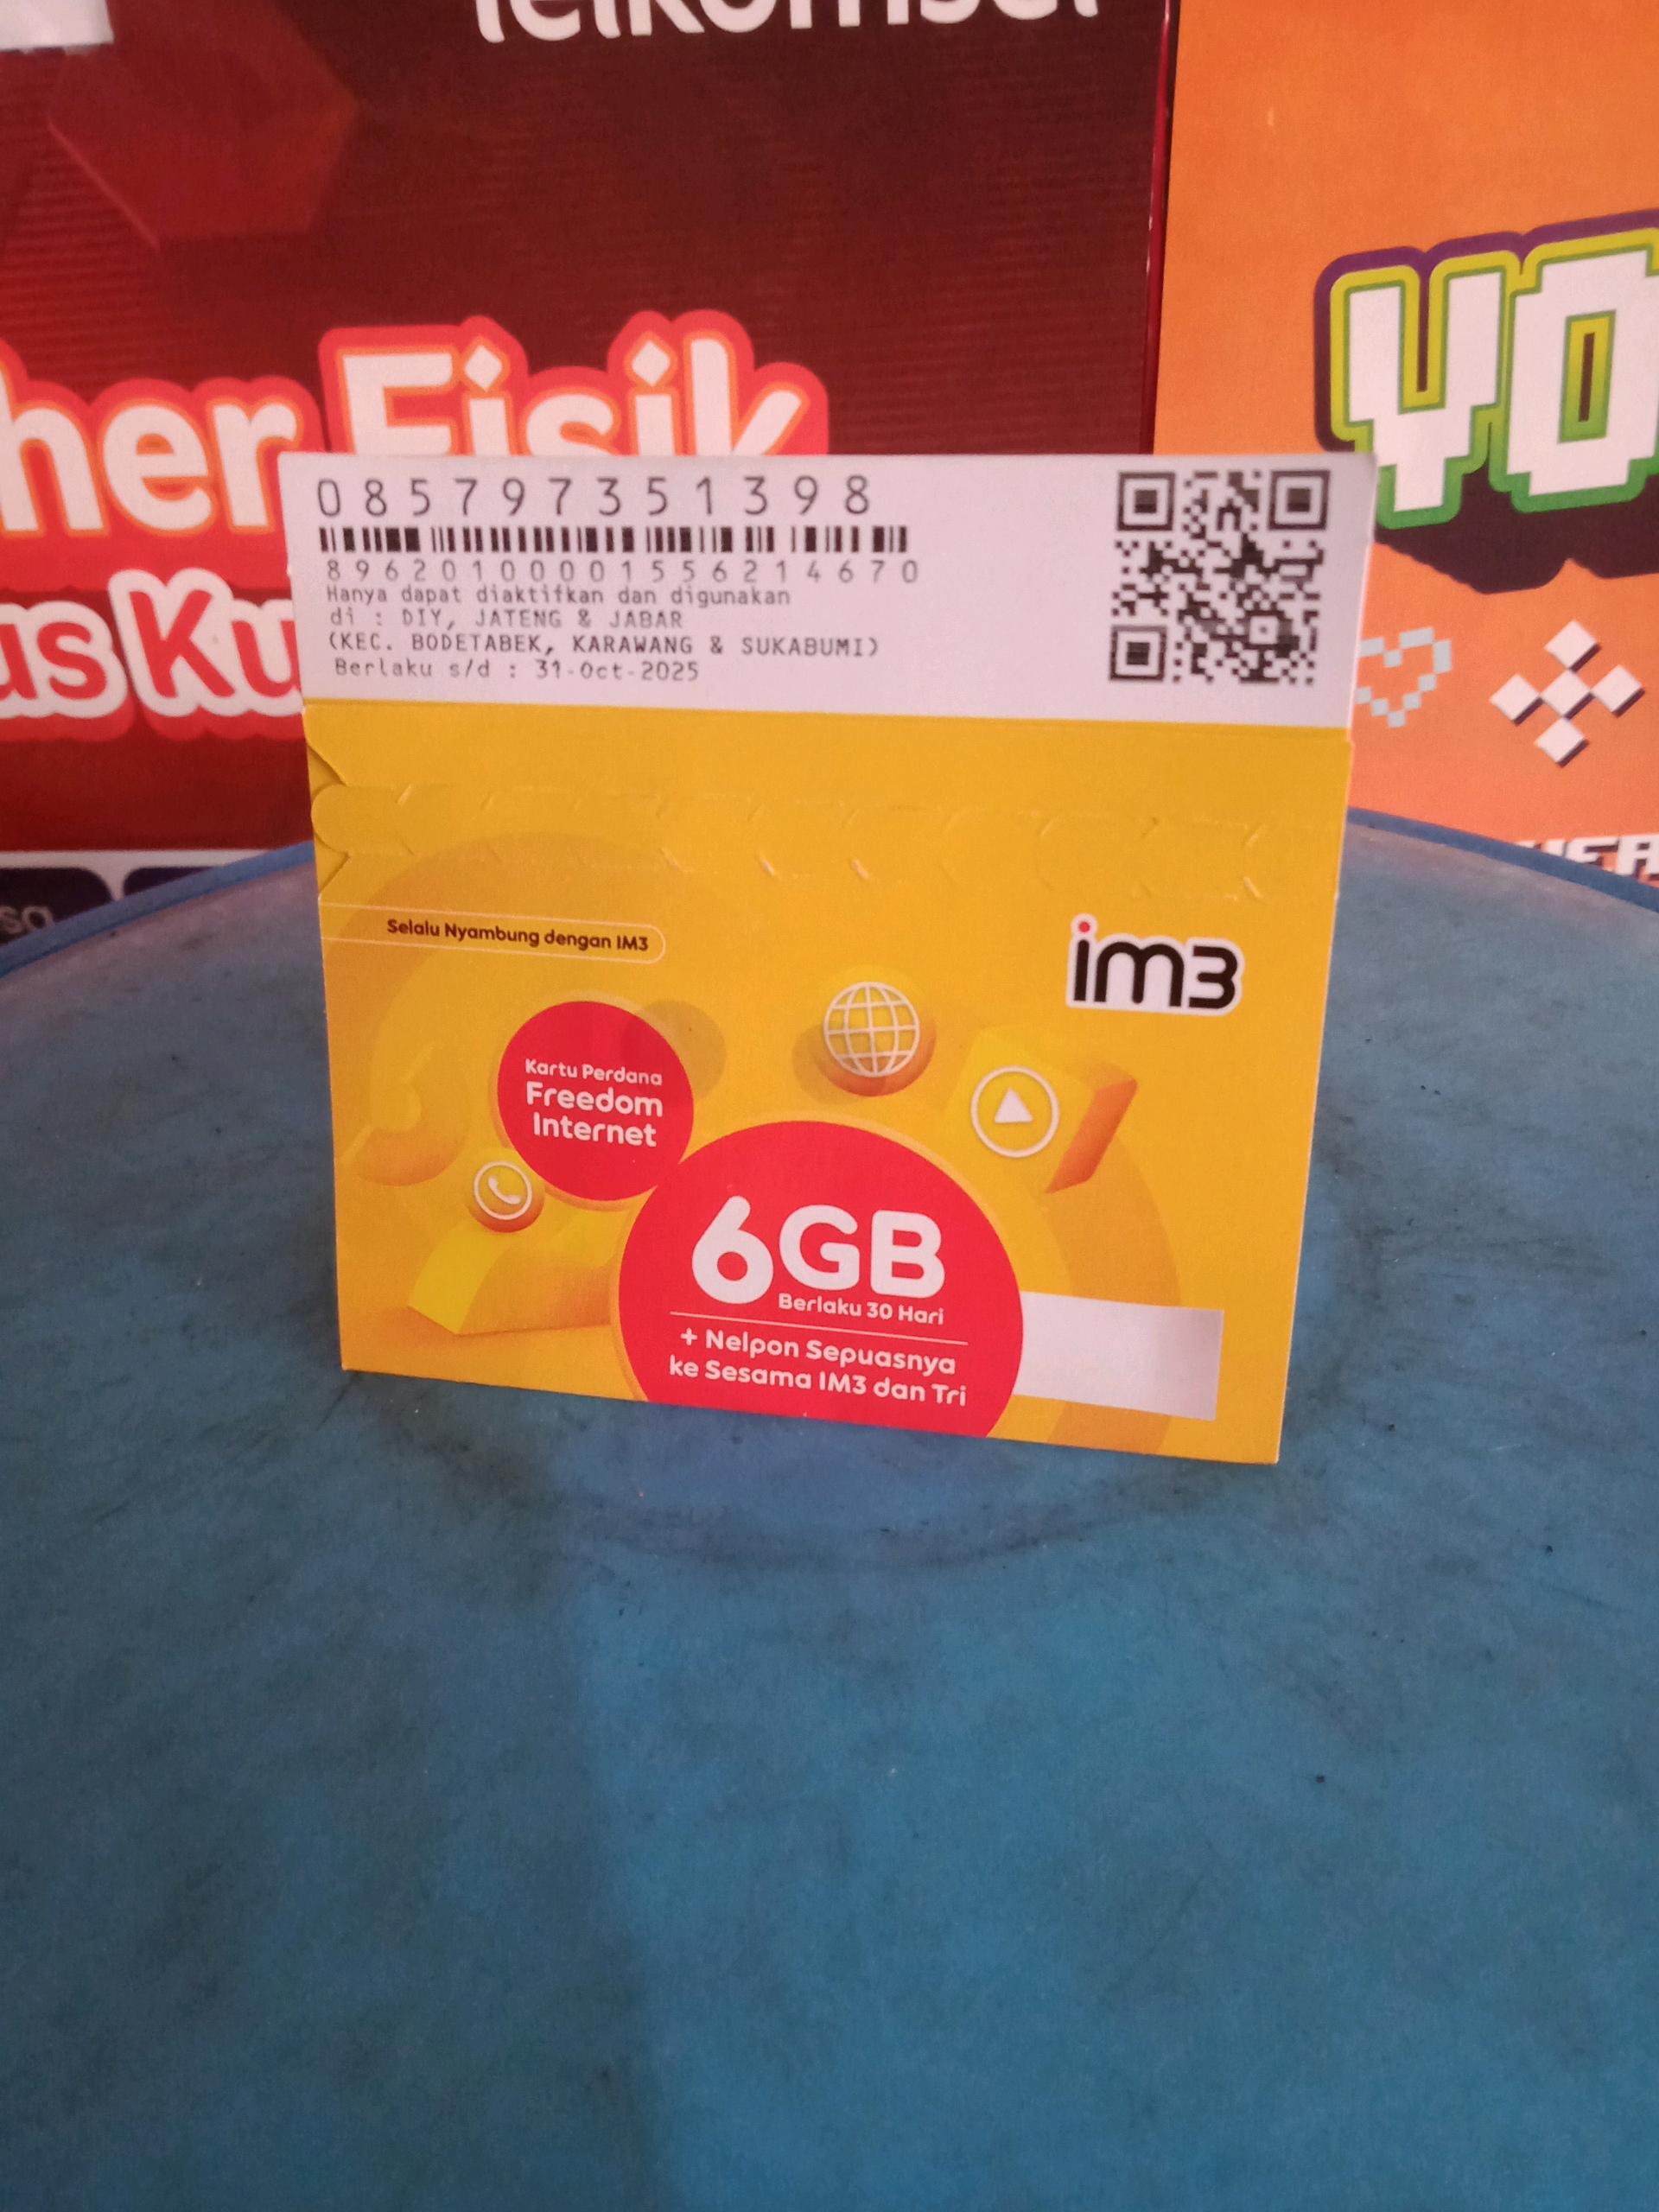 Telkomsel
her Fisik
us Ku
YO
085797351398
89620100001556214670
Hanya dapat diaktifkan dan digunakan
di : DIY, JATENG & JABAR
(KEC. BODETABEK, KARAWANG & SUKABUMI)
Berlaku s/d : 31-Oct-2025
Selalu Nyambung dengan IM3
im3
Kartu Perdana
Freedom
Internet
6GB
Berlaku 30 Hari
+ Nelpon Sepuasnya
ke Sesama IM3 dan Tri